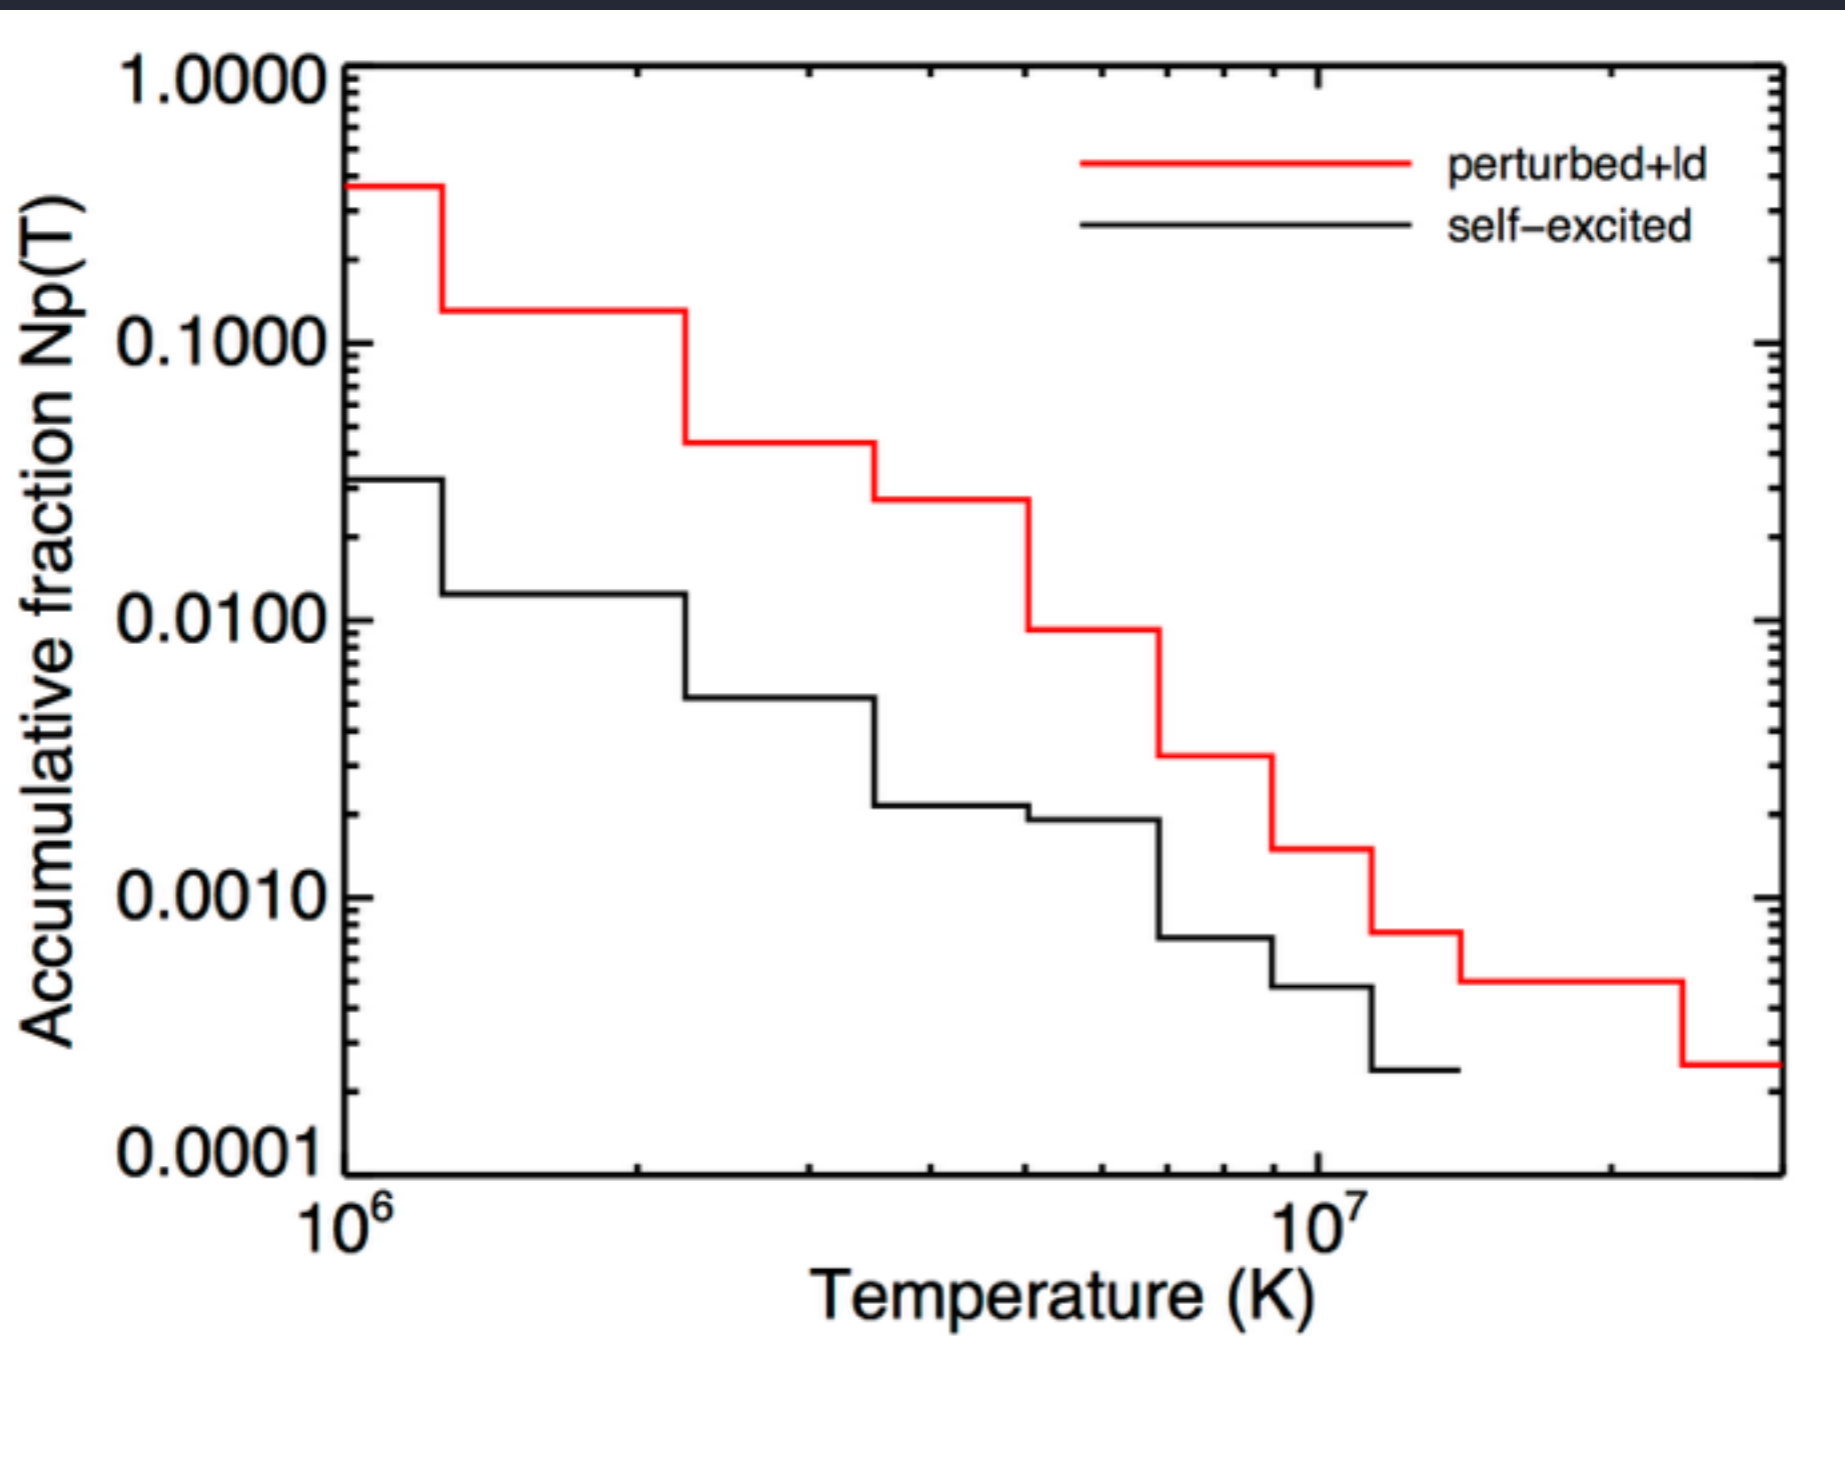 1.0000
perturbed+ld
self−excited
0.1000
0.0100
0.0010
0.0001
Accumulative fraction Np(T)
10⁶
10⁷
Temperature (K)